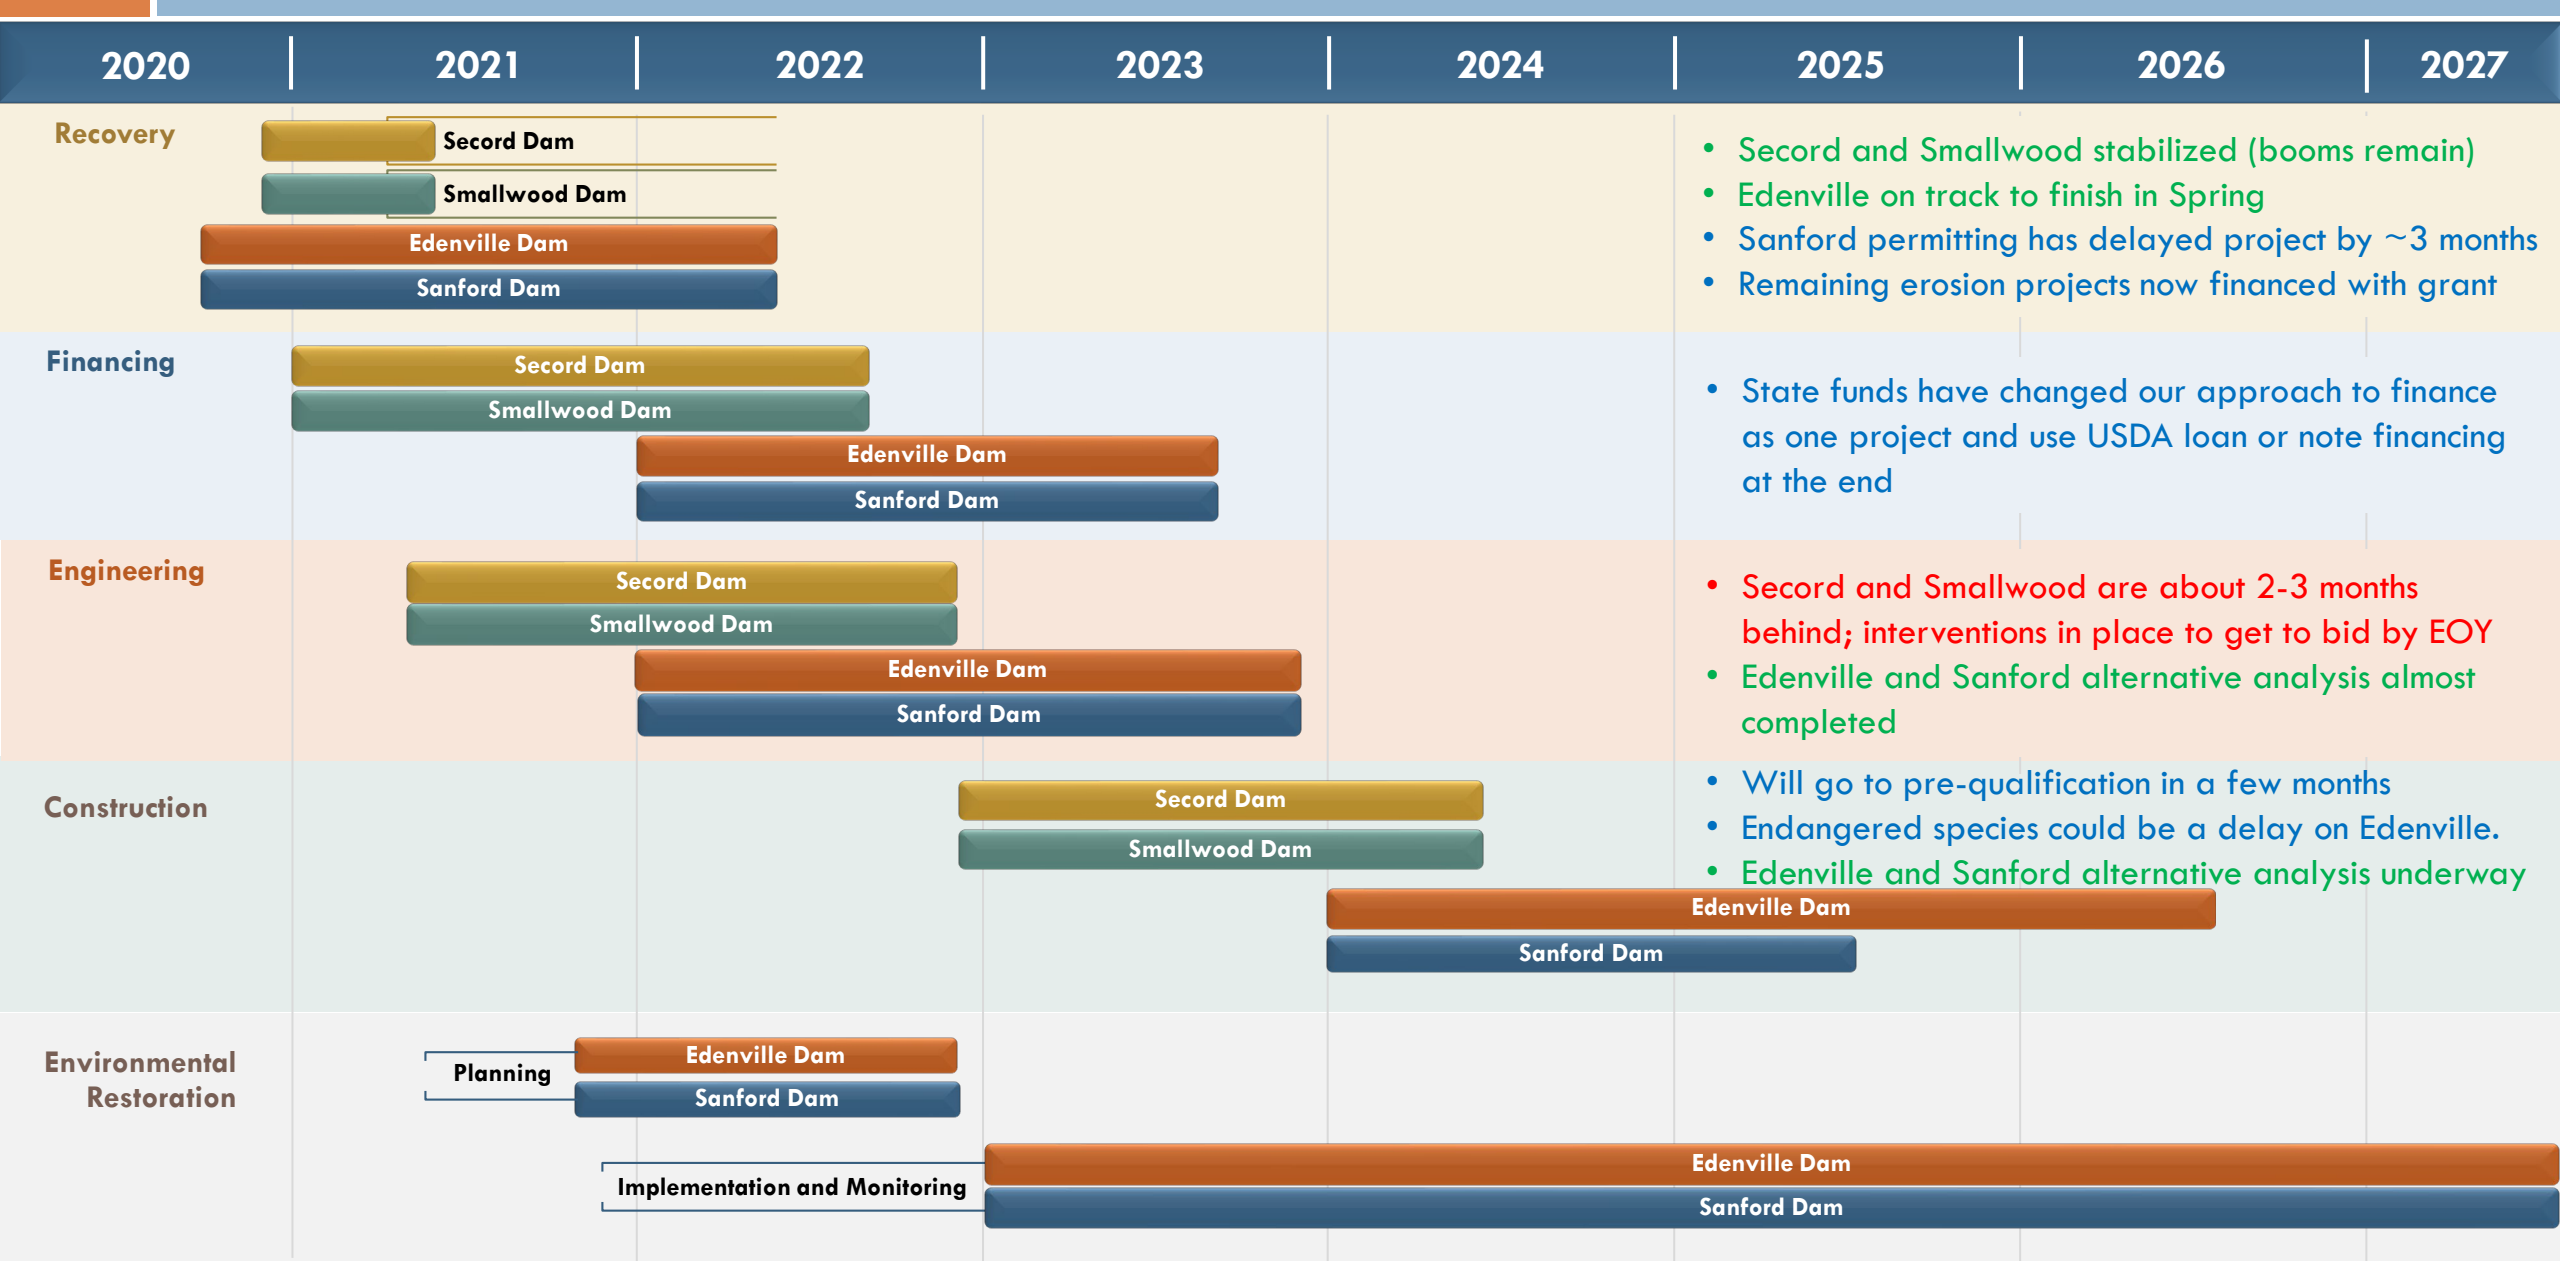 2020 2021 2022 2023 2024 2025 2026 2027
Recovery
Secord Dam
Smallwood Dam
Edenville Dam
Sanford Dam
• Secord and Smallwood stabilized (booms remain)
• Edenville on track to finish in Spring
• Sanford permitting has delayed project by ~3 months
• Remaining erosion projects now financed with grant
Financing
Secord Dam
Smallwood Dam
Edenville Dam
Sanford Dam
• State funds have changed our approach to finance
as one project and use USDA loan or note financing
at the end
Engineering
Secord Dam
Smallwood Dam
Edenville Dam
Sanford Dam
• Secord and Smallwood are about 2-3 months
behind; interventions in place to get to bid by EOY
• Edenville and Sanford alternative analysis almost
completed
Construction
Secord Dam
Smallwood Dam
• Will go to pre-qualification in a few months
• Endangered species could be a delay on Edenville.
• Edenville and Sanford alternative analysis underway
Edenville Dam
Sanford Dam
Environmental
Restoration
Planning
Edenville Dam
Sanford Dam
Implementation and Monitoring
Edenville Dam
Sanford Dam